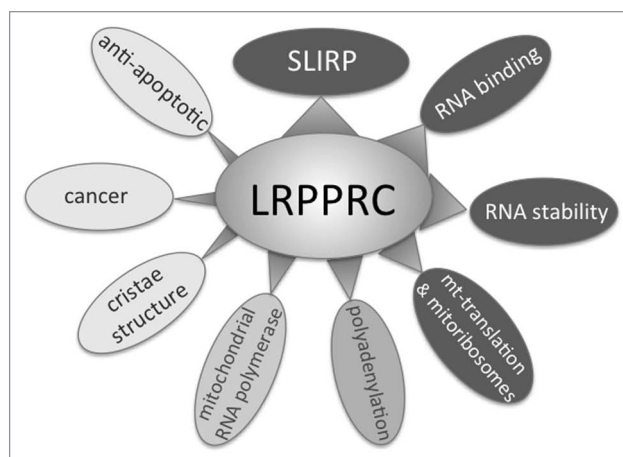 SLIRP
RNA binding
RNA stability
mt-translation
& mitoribosomes
polyadenylation
mitochondrial
RNA polymerase
cristae
structure
cancer
anti-apoptotic
LRPPRC